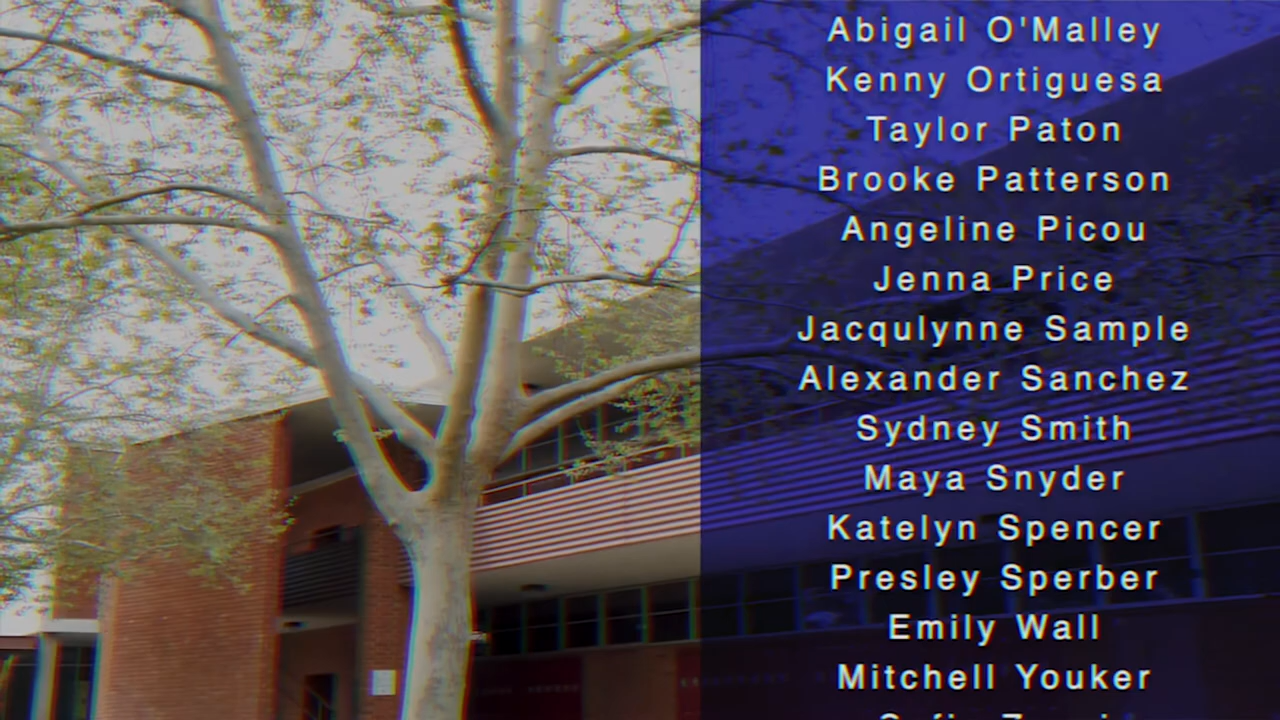 Abigail O'Malley
Kenny Ortiguesa
Taylor Paton
Brooke Patterson
Angeline Picou
Jenna Price
Jacqulynne Sample
Alexander Sanchez
Sydney Smith
Maya Snyder
Katelyn Spencer
Presley Sperber
Emily Wall
Mitchell Youker